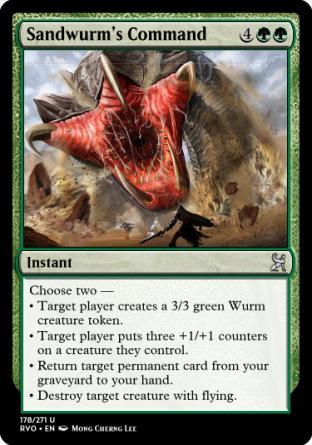 Sandwurm's Command 4
Instant
Choose two —
• Target player creates a 3/3 green Wurm
creature token.
• Target player puts three +1/+1 counters
on a creature they control.
• Return target permanent card from your
graveyard to your hand.
• Destroy target creature with flying.
178/271 U
RVO • EN Mong Cherng Lee